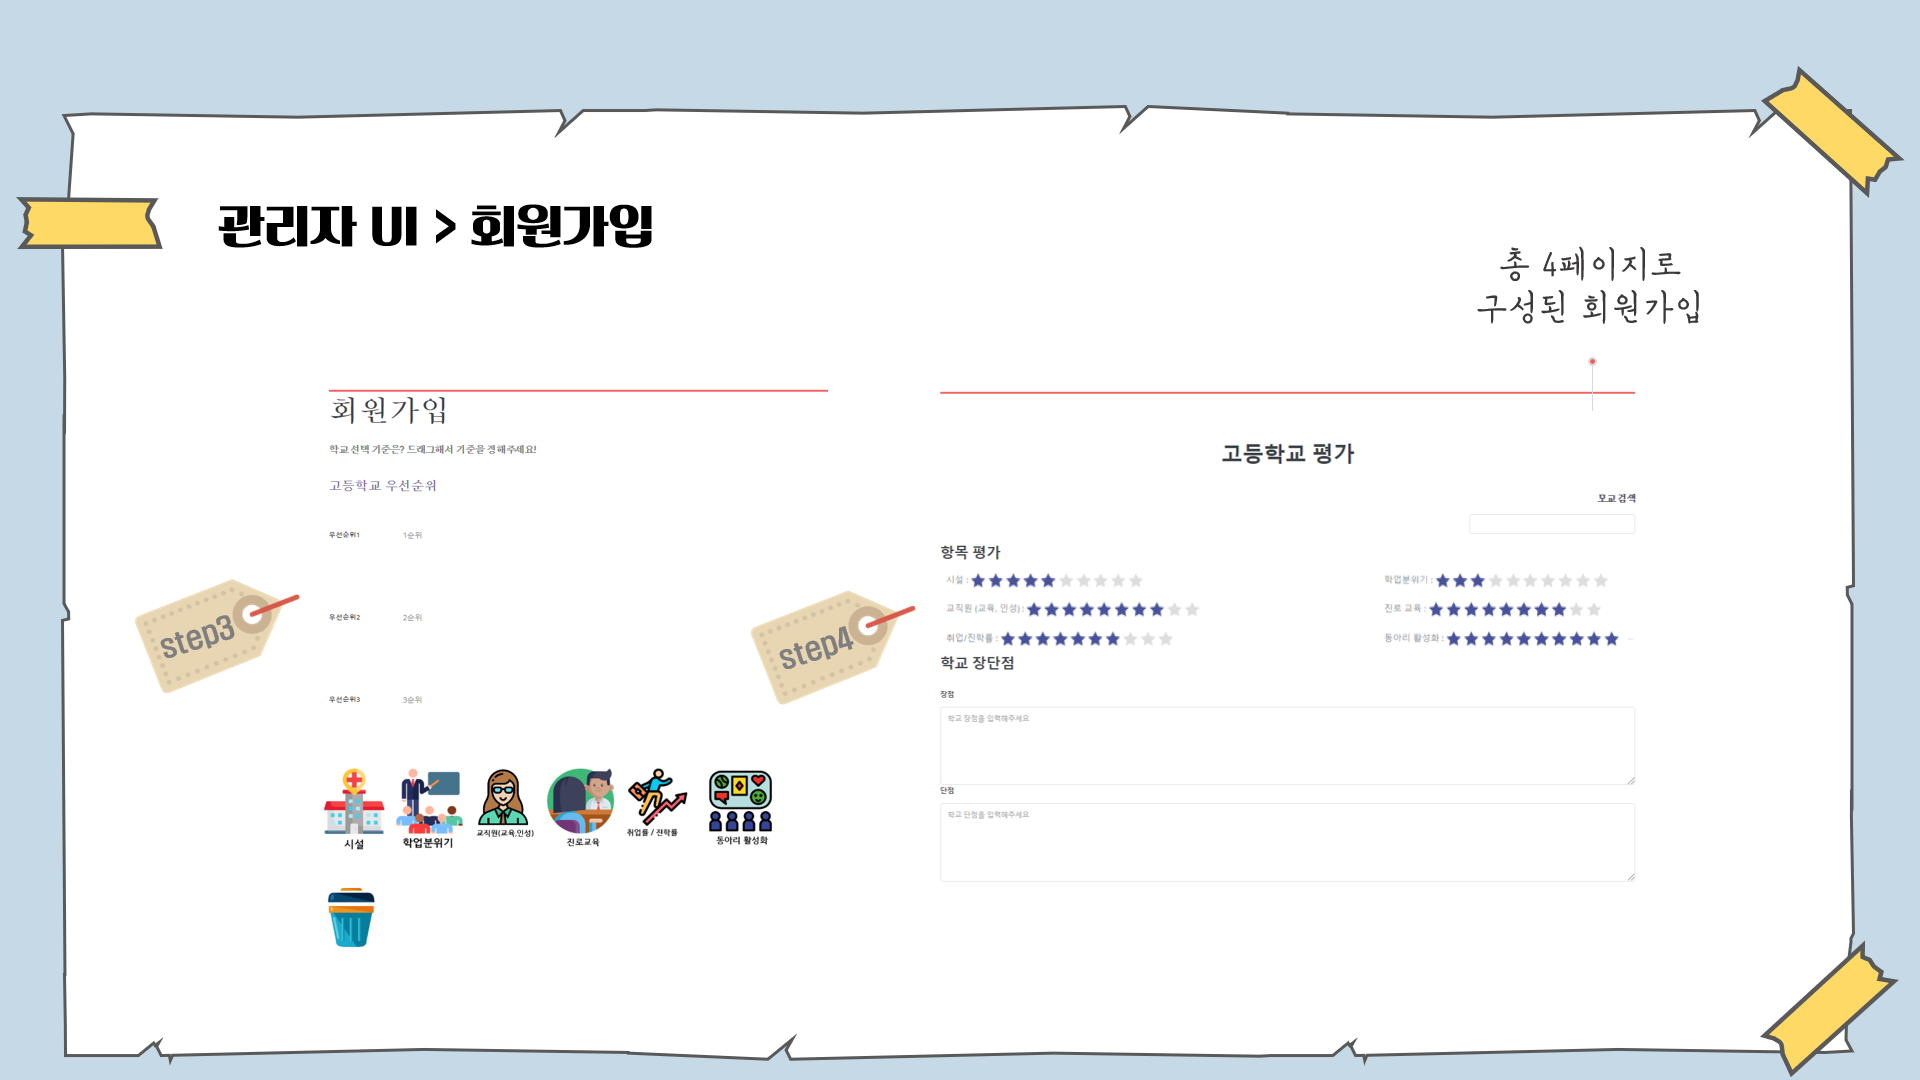 관리자 UI > 회원가입
총 4페이지로
구성된 회원가입
step3
회원가입
학교 선택 기준은? 드래그해서 기준을 정해주세요!
고등학교 우선순위
우선순위1 1순위
우선순위2 2순위
우선순위3 3순위
시설
학업분위기
교직원(교육,인성)
진로교육
취업률 / 진학률
동아리 활성화
step4
고등학교 평가
모교 검색
항목 평가
시설 :
학업분위기 :
교직원 (교육, 인성) :
진로 교육 :
취업/진학률 :
동아리 활성화 :
학교 장단점
장점
학교 장점을 입력해주세요
단점
학교 단점을 입력해주세요